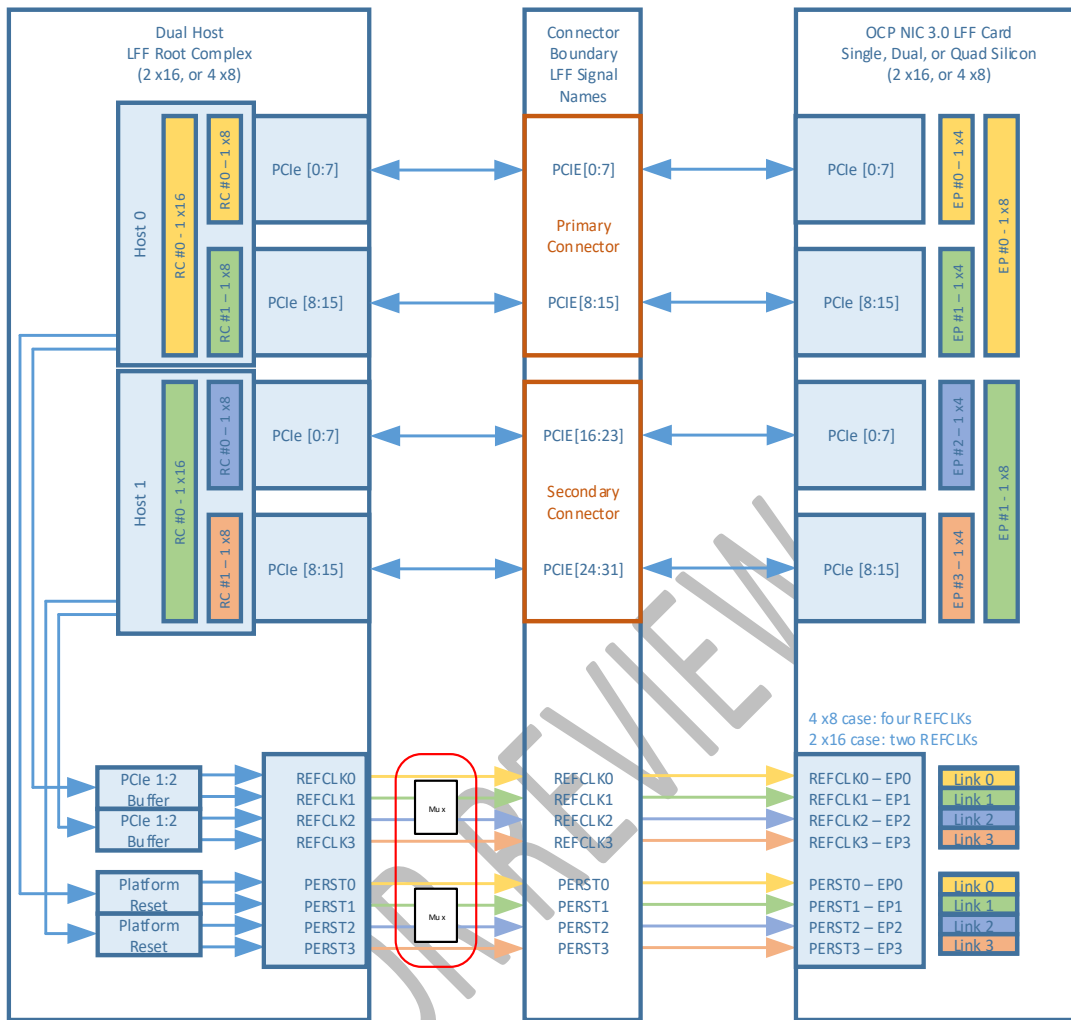 Dual Host
LFF Root Complex
(2 x16, or 4 x8)
Connector
Boundary
LFF Signal
Names
OCP NIC 3.0 LFF Card
Single, Dual, or Quad Silicon
(2 x16, or 4 x8)
Host 0
RC #0 - 1 x16
RC #0 – 1 x8
PCIe [0:7]
RC #1 – 1 x8
PCIe [8:15]
PCIE[0:7]
Primary
Connector
PCIE[8:15]
PCIe [0:7]
EP #0 – 1 x4
PCIe [8:15]
EP #1 – 1 x4
EP #0 - 1 x8
Host 1
RC #0 - 1 x16
RC #0 – 1 x8
PCIe [0:7]
RC #1 – 1 x8
PCIe [8:15]
PCIE[16:23]
Secondary
Connector
PCIE[24:31]
PCIe [0:7]
EP #2 – 1 x4
PCIe [8:15]
EP #3 – 1 x4
EP #1 - 1 x8
4 x8 case: four REFCLKs
2 x16 case: two REFCLKs
PCIe 1:2
Buffer
PCIe 1:2
Buffer
REFCLK0
REFCLK1
REFCLK2
REFCLK3
Mux
REFCLK0
REFCLK1
REFCLK2
REFCLK3
REFCLK0 – EP0
REFCLK1 – EP1
REFCLK2 – EP2
REFCLK3 – EP3
Link 0
Link 1
Link 2
Link 3
Platform
Reset
Platform
Reset
PERST0
PERST1
PERST2
PERST3
Mux
PERST0
PERST1
PERST2
PERST3
PERST0 – EP0
PERST1 – EP1
PERST2 – EP2
PERST3 – EP3
Link 0
Link 1
Link 2
Link 3
REVIEW